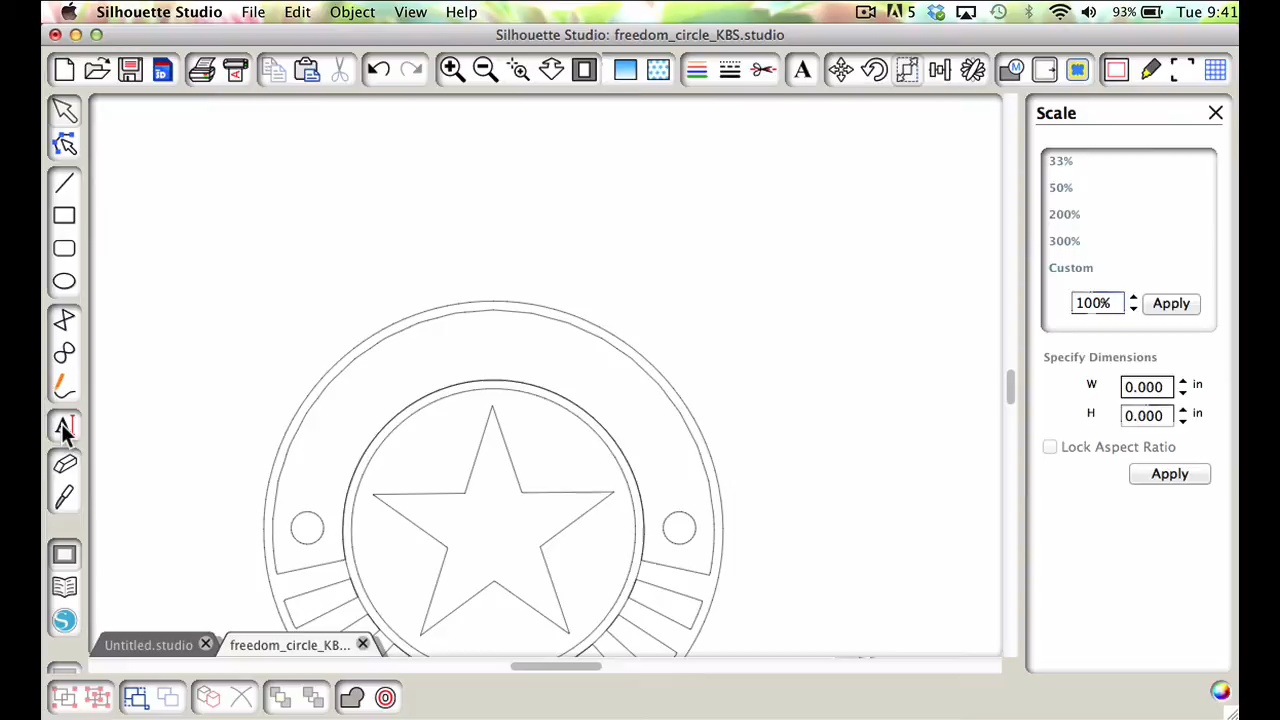 Silhouette Studio File Edit Object View Help 5 93% Tue 9:41
Silhouette Studio: freedom_circle_KBS.studio
Scale
33%
50%
200%
300%
Custom
100% Apply
Specify Dimensions
W 0.000 in
H 0.000 in
Lock Aspect Ratio
Apply
Untitled.studio freedom_circle_KB...